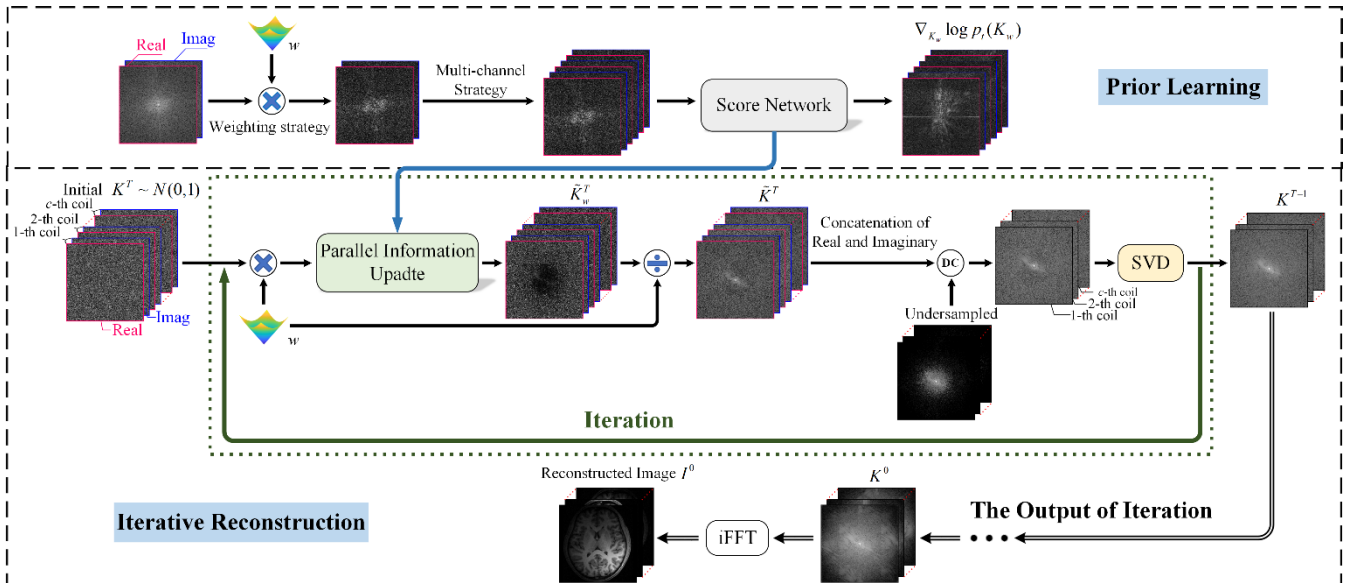 Real
Imag
w
Weighting strategy
Multi-channel
Strategy
Score Network
∇_{K_w} log p_t(K_w)
Prior Learning
Initial K^T ~ N(0,1)
c-th coil
2-th coil
1-th coil
Real
Imag
w
Parallel Information
Upadte
K̃_w^T
K̃^T
Concatenation of
Real and Imaginary
DC
Undersampled
c-th coil
2-th coil
1-th coil
SVD
K^{T-1}
Iteration
Iterative Reconstruction
Reconstructed Image I^0
iFFT
K^0
The Output of Iteration